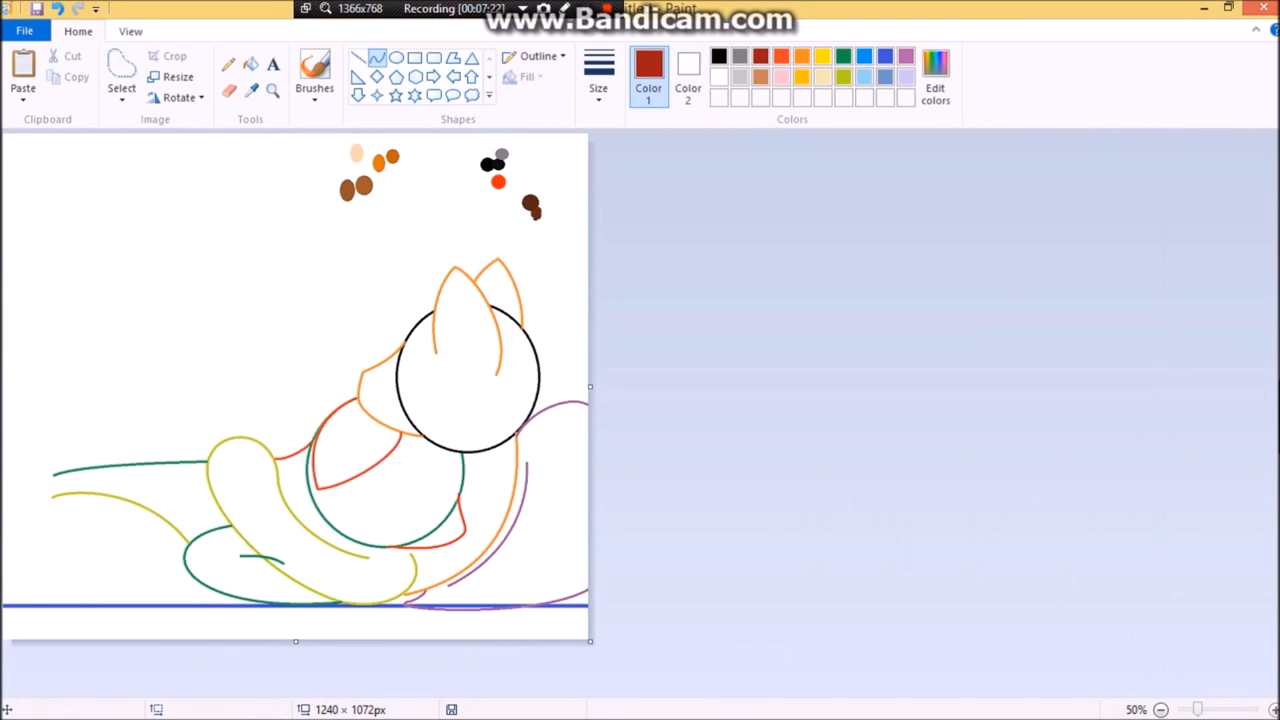 1366x768 Recording [00:07:22]
www.Bandicam.com
Paint
File Home View
Cut
Copy
Paste
Clipboard
Crop
Resize
Rotate
Select
Image
A
Tools
Brushes
Outline
Fill
Shapes
Size
Color 1
Color 2
Edit colors
Colors
1240 × 1072px
50%